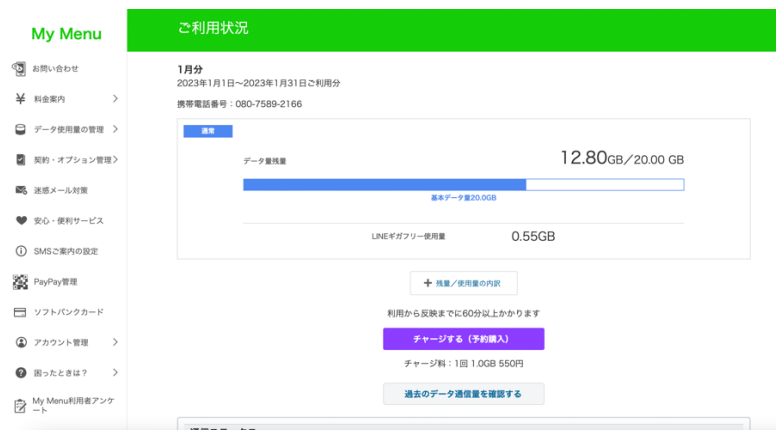 My Menu
お問い合わせ
料金案内
データ使用量の管理
契約・オプション管理
迷惑メール対策
安心・便利サービス
SMSご案内の設定
PayPay管理
ソフトバンクカード
アカウント管理
困ったときは？
My Menu利用者アンケ
ート
ご利用状況
1月分
2023年1月1日～2023年1月31日ご利用分
携帯電話番号：080-7589-2166
通常
データ量残量 12.80GB／20.00 GB
基本データ量20.0GB
LINEギガフリー使用量 0.55GB
＋ 残量／使用量の内訳
利用から反映までに60分以上かかります
チャージする（予約購入）
チャージ料：1回 1.0GB 550円
過去のデータ通信量を確認する